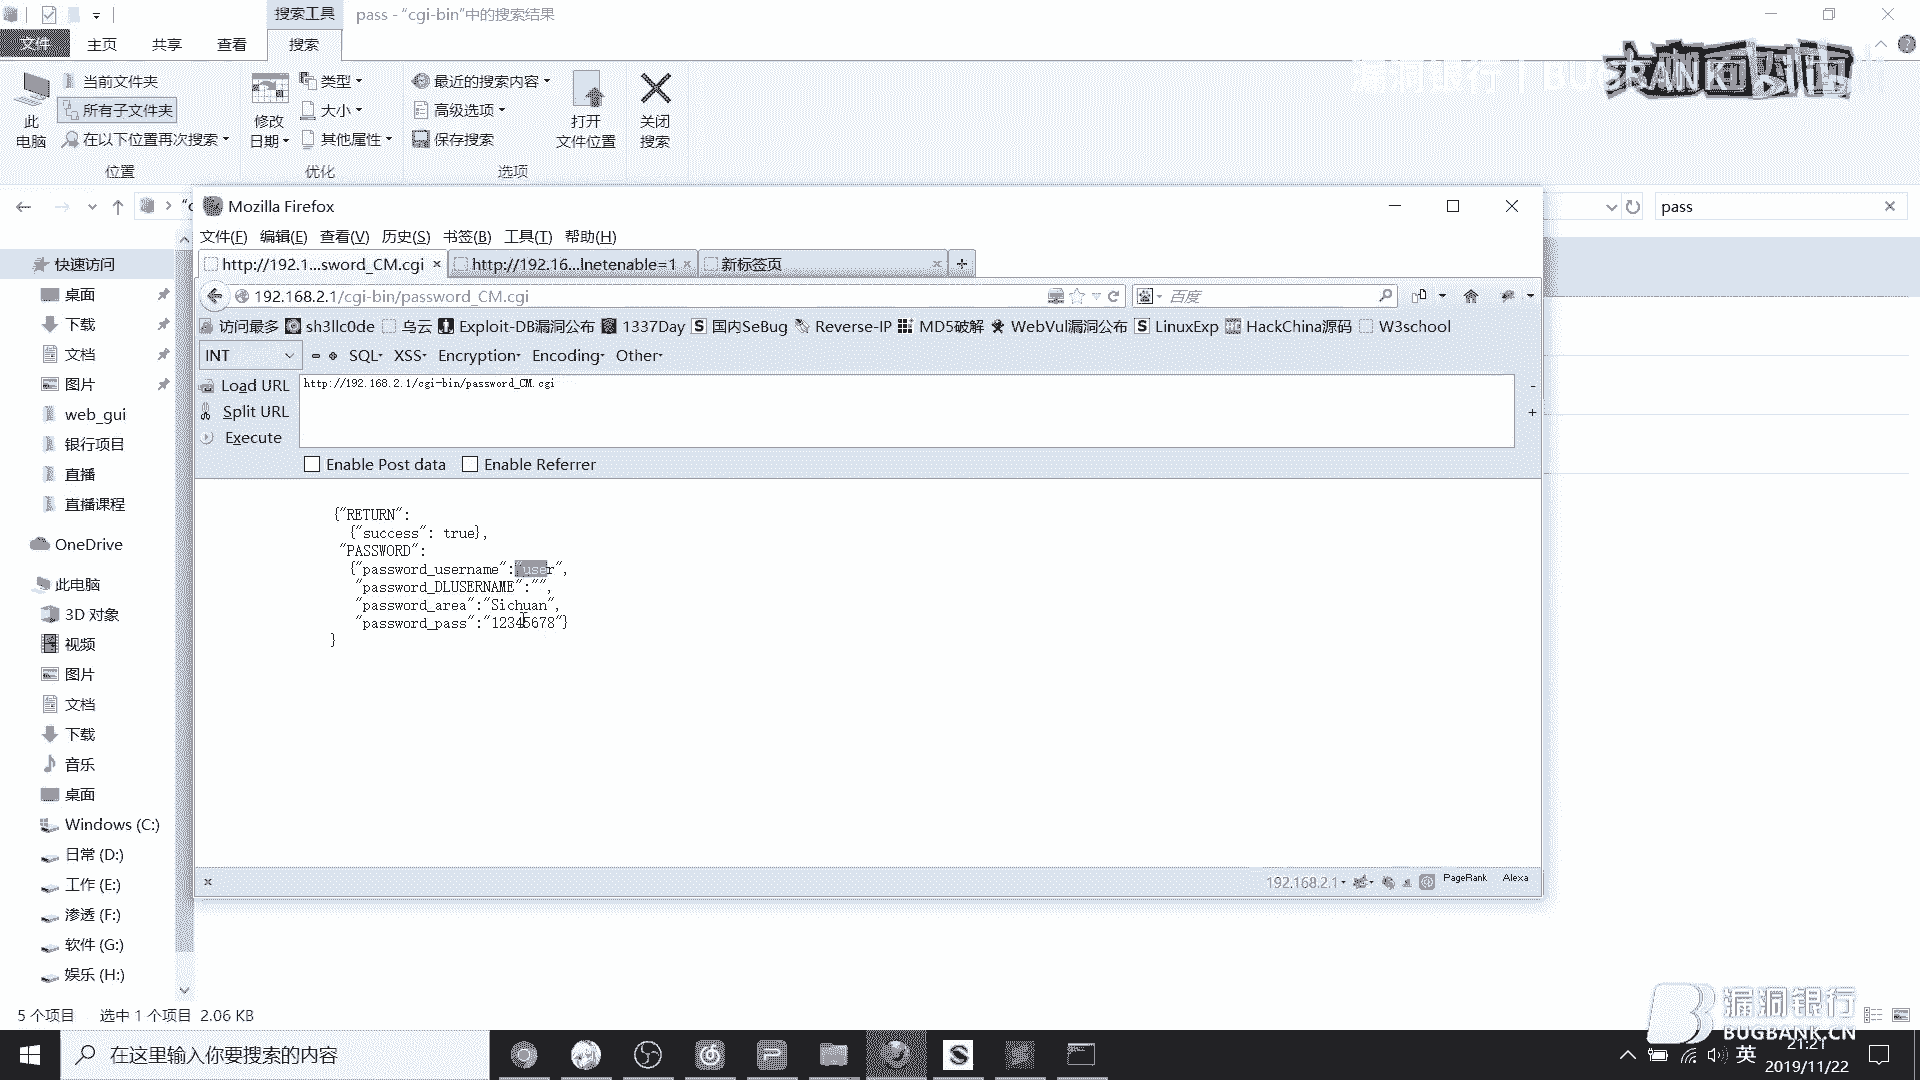 搜索工具 pass - “cgi-bin”中的搜索结果
文件 主页 共享 查看 搜索
此电脑
当前文件夹
所有子文件夹
在以下位置再次搜索
位置
修改日期
类型
大小
其他属性
优化
最近的搜索内容
高级选项
保存搜索
选项
打开文件位置
关闭搜索
漏洞银行 | BUGBANK
大咖面对面
pass
Mozilla Firefox
文件(F) 编辑(E) 查看(V) 历史(S) 书签(B) 工具(T) 帮助(H)
http://192.1...sword_CM.cgi http://192.16...lnetenable=1 新标签页
192.168.2.1/cgi-bin/password_CM.cgi 百度
访问最多 sh3llc0de 乌云 Exploit-DB漏洞公布 1337Day 国内SeBug Reverse-IP MD5破解 WebVul漏洞公布 LinuxExp HackChina源码 W3school
INT SQL XSS Encryption Encoding Other
Load URL http://192.168.2.1/cgi-bin/password_CM.cgi
Split URL
Execute
Enable Post data Enable Referrer
{"RETURN":
{"success": true},
"PASSWORD":
{"password_username":"user",
"password_DLUSERNAME":"",
"password_area":"Sichuan",
"password_pass":"12345678"}
}
192.168.2.1 PageRank Alexa
快速访问
桌面
下载
文档
图片
web_gui
银行项目
直播
直播课程
OneDrive
此电脑
3D 对象
视频
图片
文档
下载
音乐
桌面
Windows (C:)
日常 (D:)
工作 (E:)
渗透 (F:)
软件 (G:)
娱乐 (H:)
5 个项目 选中 1 个项目 2.06 KB
漏洞银行
BUGBANK.CN
在这里输入你要搜索的内容
英
21:21
2019/11/22